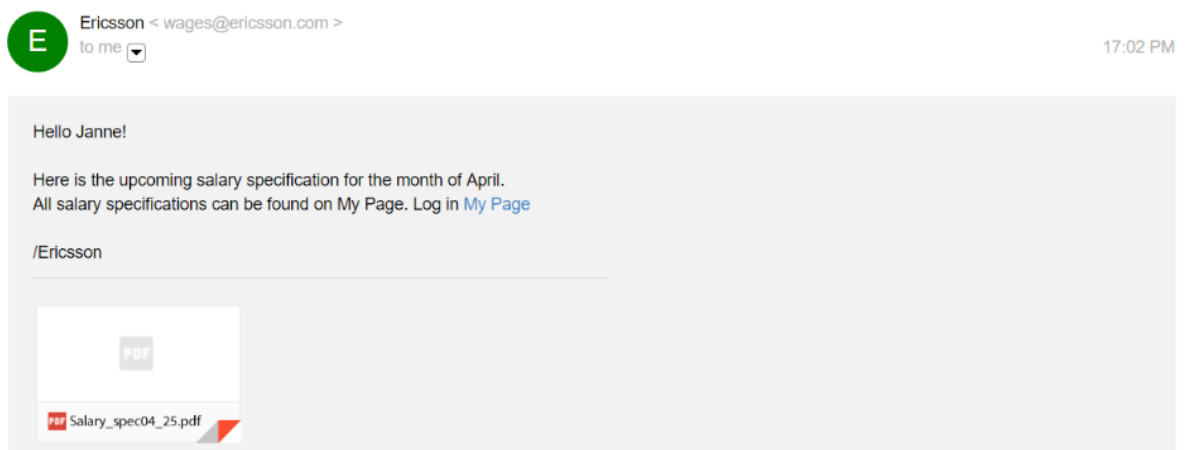 E
Ericsson < wages@ericsson.com >
to me
17:02 PM
Hello Janne!
Here is the upcoming salary specification for the month of April.
All salary specifications can be found on My Page. Log in My Page
/Ericsson
PDF
PDF Salary_spec04_25.pdf